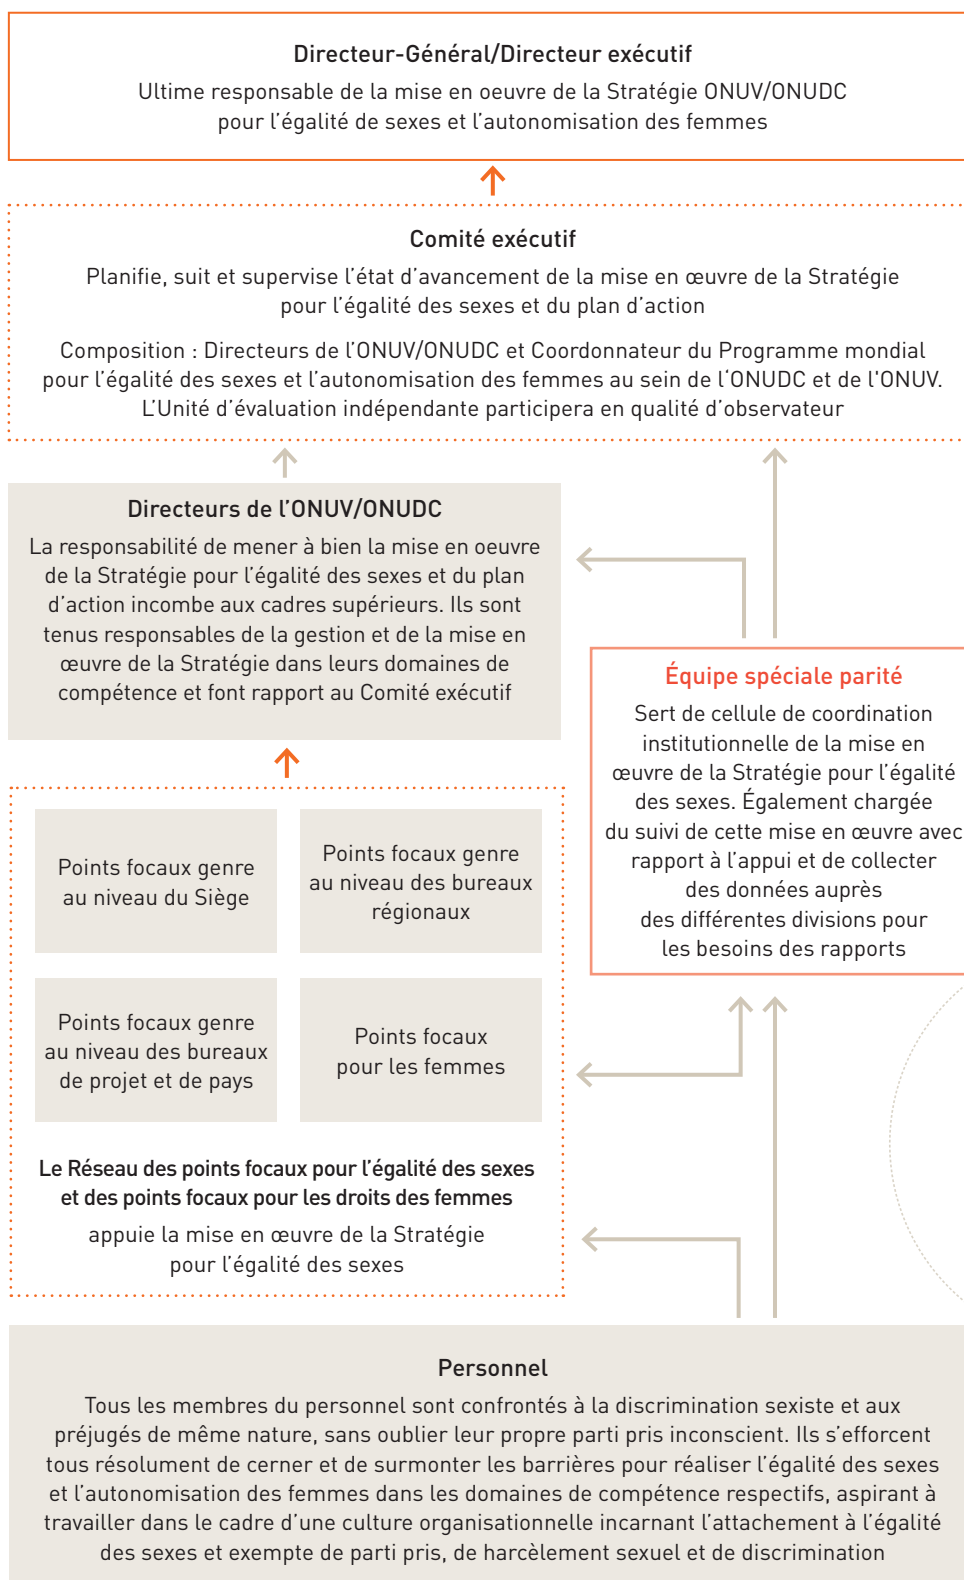 Directeur-Général/Directeur exécutif
Ultime responsable de la mise en oeuvre de la Stratégie ONUV/ONUDC
pour l’égalité de sexes et l’autonomisation des femmes
Comité exécutif
Planifie, suit et supervise l’état d’avancement de la mise en œuvre de la Stratégie
pour l’égalité des sexes et du plan d’action
Composition : Directeurs de l’ONUV/ONUDC et Coordonnateur du Programme mondial
pour l’égalité des sexes et l’autonomisation des femmes au sein de l‘ONUDC et de l'ONUV.
L’Unité d’évaluation indépendante participera en qualité d’observateur
Directeurs de l’ONUV/ONUDC
La responsabilité de mener à bien la mise en oeuvre
de la Stratégie pour l’égalité des sexes et du plan
d’action incombe aux cadres supérieurs. Ils sont
tenus responsables de la gestion et de la mise en
œuvre de la Stratégie dans leurs domaines de
compétence et font rapport au Comité exécutif
Équipe spéciale parité
Sert de cellule de coordination
institutionnelle de la mise en
œuvre de la Stratégie pour l’égalité
des sexes. Également chargée
du suivi de cette mise en œuvre avec
rapport à l’appui et de collecter
des données auprès
des différentes divisions pour
les besoins des rapports
Points focaux genre
au niveau du Siège
Points focaux genre
au niveau des bureaux
régionaux
Points focaux genre
au niveau des bureaux
de projet et de pays
Points focaux
pour les femmes
Le Réseau des points focaux pour l’égalité des sexes
et des points focaux pour les droits des femmes
appuie la mise en œuvre de la Stratégie
pour l’égalité des sexes
Personnel
Tous les membres du personnel sont confrontés à la discrimination sexiste et aux
préjugés de même nature, sans oublier leur propre parti pris inconscient. Ils s’efforcent
tous résolument de cerner et de surmonter les barrières pour réaliser l’égalité des sexes
et l’autonomisation des femmes dans les domaines de compétence respectifs, aspirant à
travailler dans le cadre d’une culture organisationnelle incarnant l’attachement à l’égalité
des sexes et exempte de parti pris, de harcèlement sexuel et de discrimination